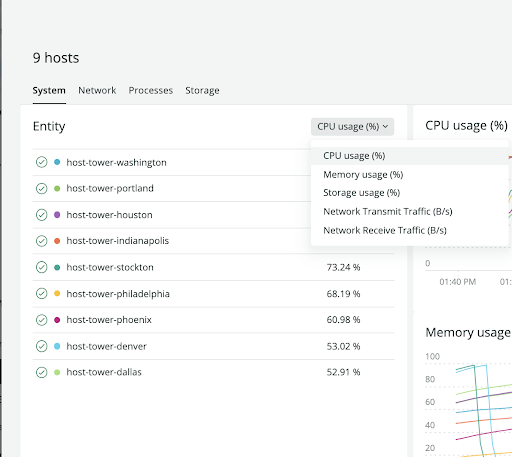 9 hosts
System Network Processes Storage
Entity
CPU usage (%)
CPU usage (%)
Memory usage (%)
Storage usage (%)
Network Transmit Traffic (B/s)
Network Receive Traffic (B/s)
host-tower-washington
host-tower-portland
host-tower-houston
host-tower-indianapolis
host-tower-stockton 73.24 %
host-tower-philadelphia 68.19 %
host-tower-phoenix 60.98 %
host-tower-denver 53.02 %
host-tower-dallas 52.91 %
CPU usage (%)
0
01:40 PM 01:
Memory usage
100
80
60
40
20